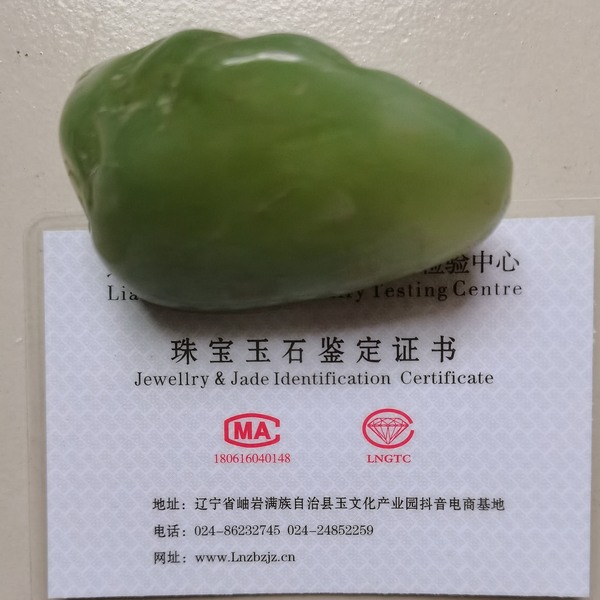 检验中心
Testing Centre
珠宝玉石鉴定证书
Jewellry & Jade Identification Certificate
MA
180616040148
LNGTC
地址：辽宁省岫岩满族自治县玉文化产业园抖音电商基地
电话：024-86232745 024-24852259
网址：www.Lnzbzjz.cn